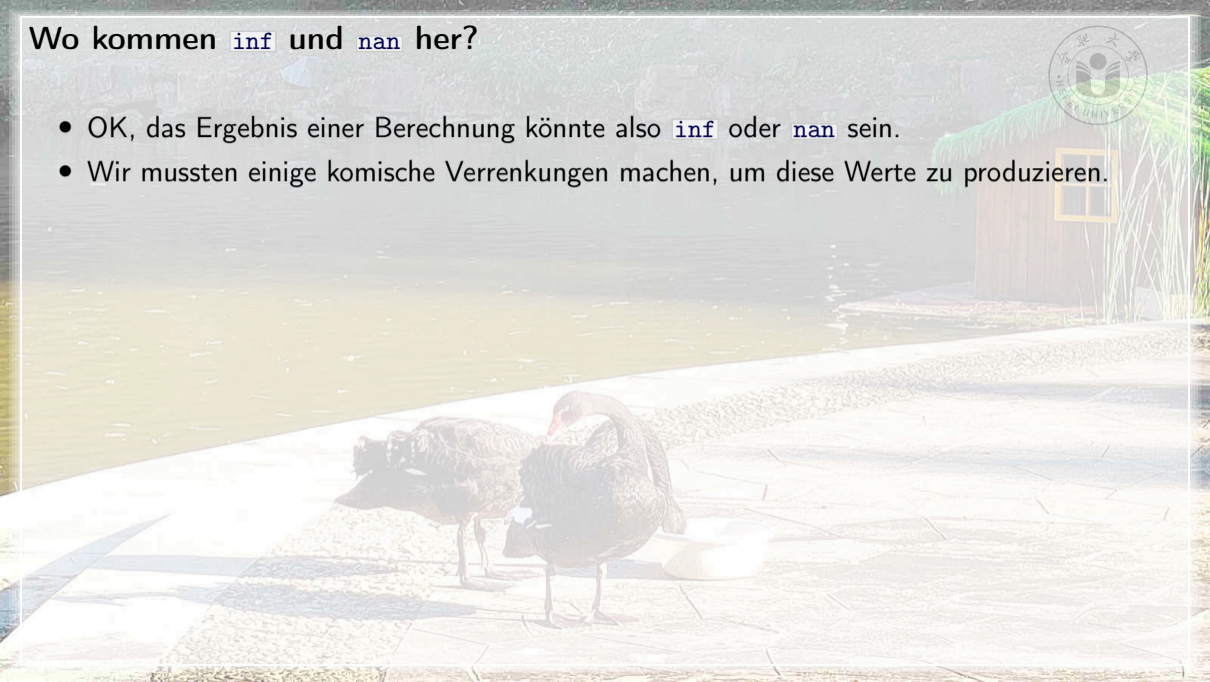 Wo kommen inf und nan her?
• OK, das Ergebnis einer Berechnung könnte also inf oder nan sein.
• Wir mussten einige komische Verrenkungen machen, um diese Werte zu produzieren.